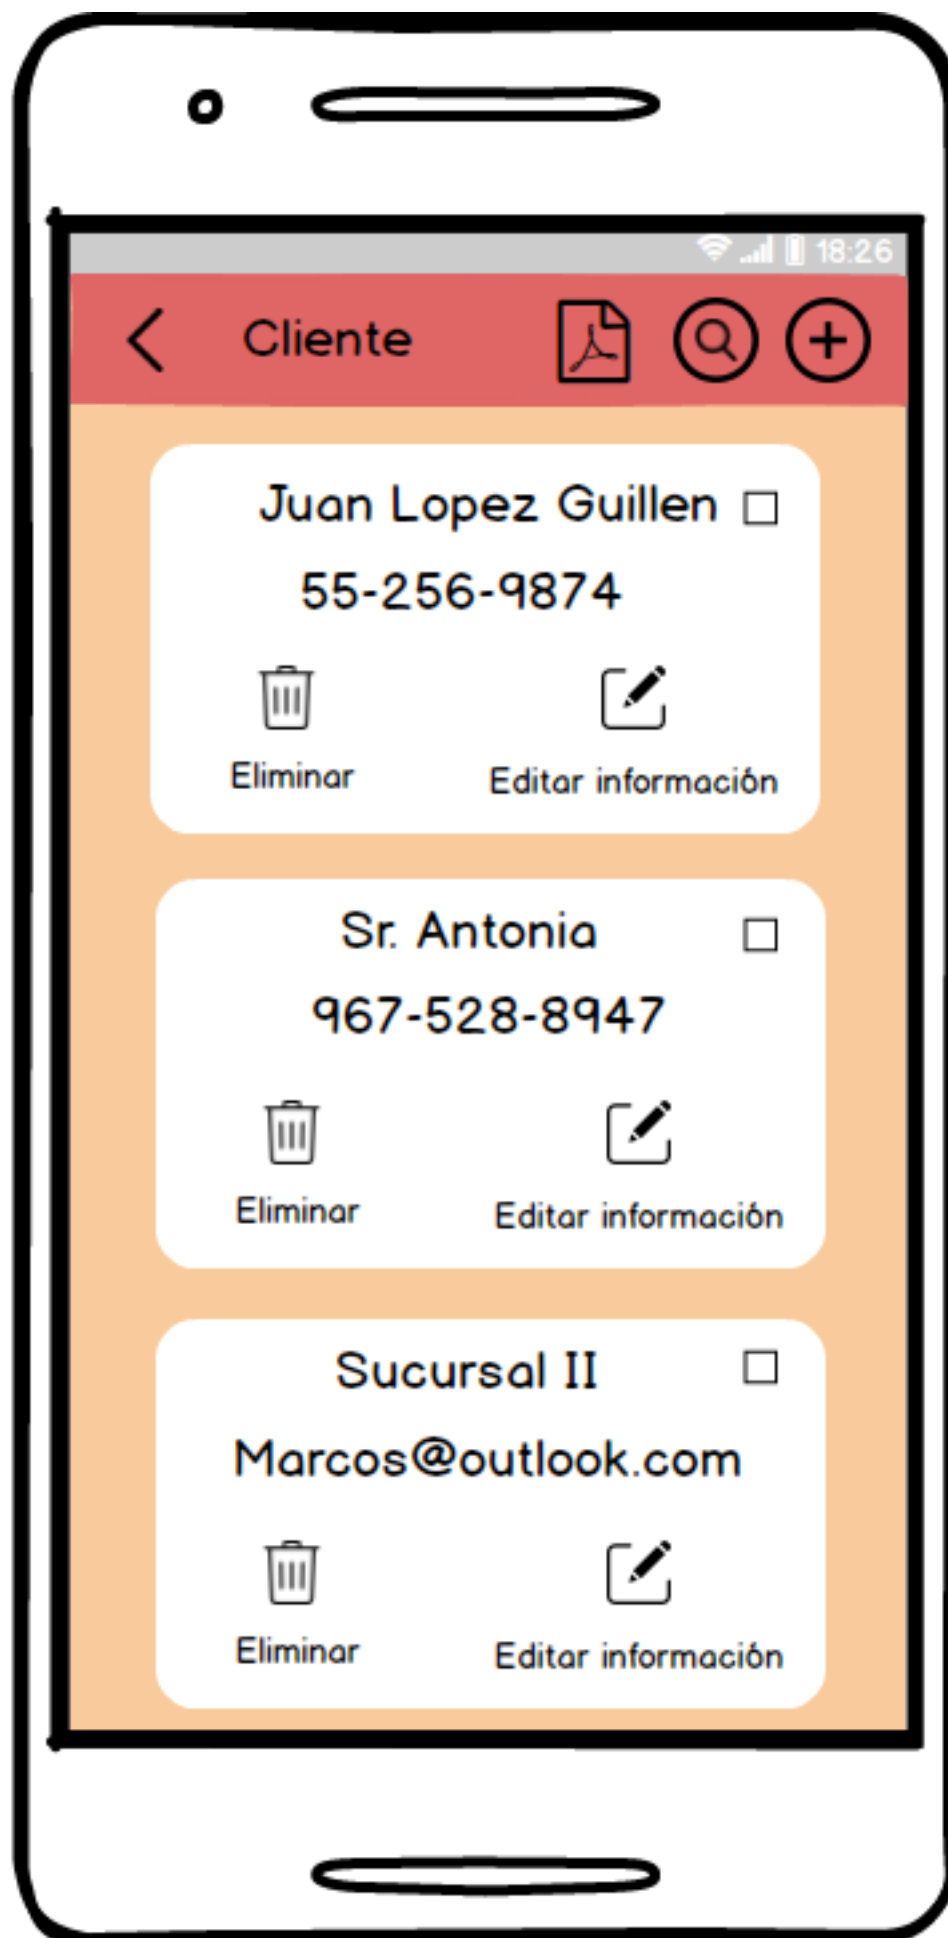 18:26
Cliente
Juan Lopez Guillen
55-256-9874
Eliminar
Editar información
Sr. Antonia
967-528-8947
Eliminar
Editar información
Sucursal II
Marcos@outlook.com
Eliminar
Editar información